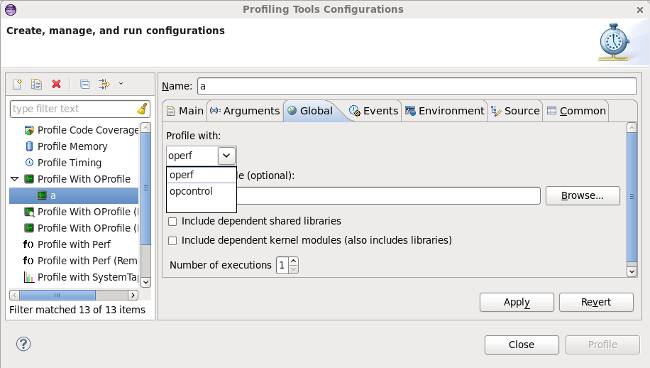 Profiling Tools Configurations
Create, manage, and run configurations
Name: a
type filter text
Main
Arguments
Global
Events
Environment
Source
Common
Profile Code Coverage
Profile Memory
Profile Timing
Profile With OProfile
a
Profile With OProfile (
Profile With OProfile (
f() Profile with Perf
f() Profile with Perf (Rem
Profile with SystemTap
Filter matched 13 of 13 items
Profile with:
operf
operf
opcontrol
(optional):
Browse...
Include dependent shared libraries
Include dependent kernel modules (also includes libraries)
Number of executions 1
Apply
Revert
?
Close
Profile